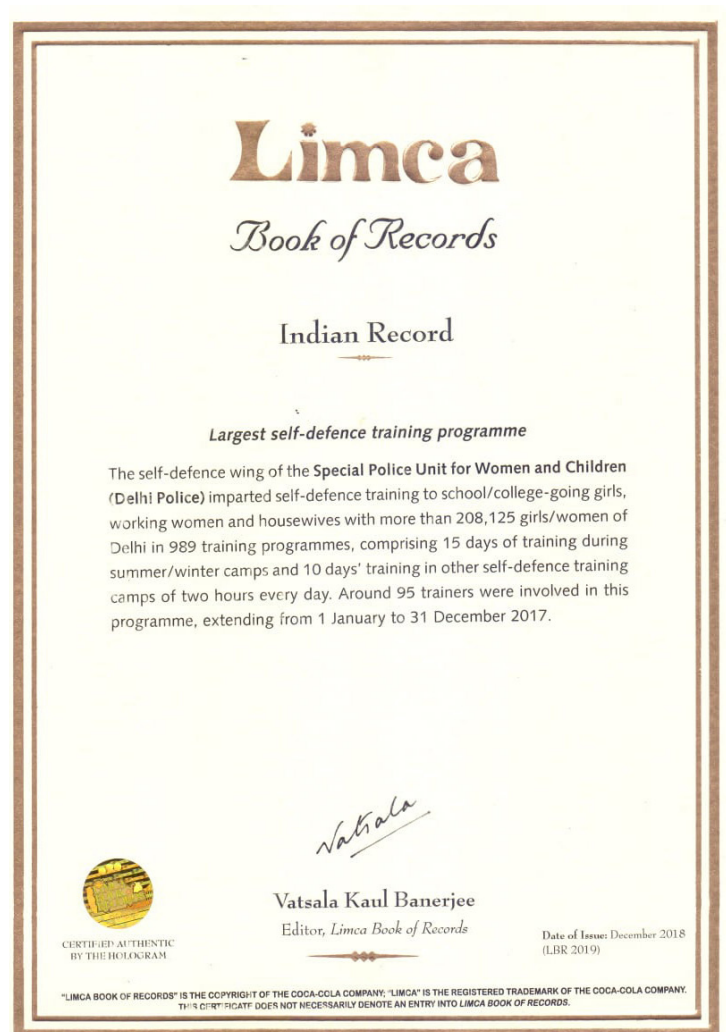 Limca
Book of Records
Indian Record
Largest self-defence training programme
The self-defence wing of the Special Police Unit for Women and Children
(Delhi Police) imparted self-defence training to school/college-going girls,
working women and housewives with more than 208,125 girls/women of
Delhi in 989 training programmes, comprising 15 days of training during
summer/winter camps and 10 days' training in other self-defence training
camps of two hours every day. Around 95 trainers were involved in this
programme, extending from 1 January to 31 December 2017.
Vatsala
Vatsala Kaul Banerjee
Editor, Limca Book of Records
CERTIFIED AUTHENTIC
BY THE HOLOGRAM
Date of Issue: December 2018
(LBR 2019)
"LIMCA BOOK OF RECORDS" IS THE COPYRIGHT OF THE COCA-COLA COMPANY; "LIMCA" IS THE REGISTERED TRADEMARK OF THE COCA-COLA COMPANY.
THIS CERTIFICATE DOES NOT NECESSARILY DENOTE AN ENTRY INTO LIMCA BOOK OF RECORDS.